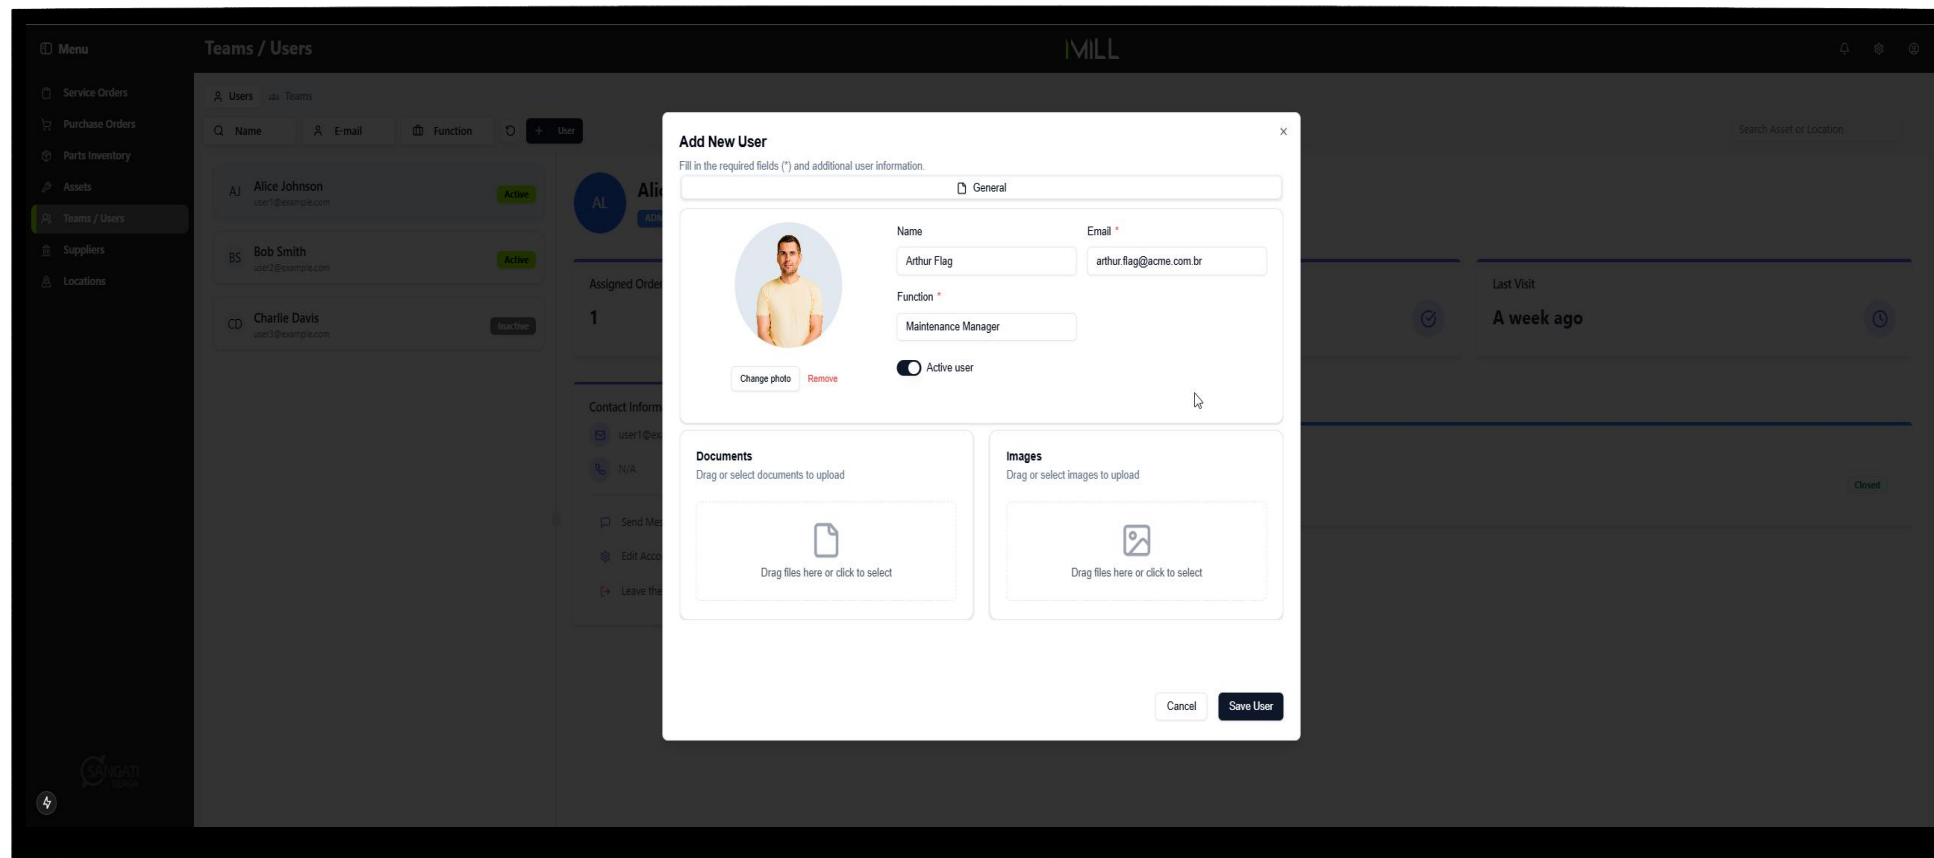 Menu
Teams / Users
MILL
Service Orders
Purchase Orders
Parts Inventory
Assets
Teams / Users
Suppliers
Locations
Users
Teams
Name
E-mail
Function
+ User
Search Asset or Location
AJ
Alice Johnson
user1@example.com
Active
BS
Bob Smith
user2@example.com
Active
CD
Charlie Davis
user3@example.com
Inactive
AL
Alic
ADM
Assigned Order
1
Last Visit
A week ago
Contact Inform
user1@ex
N/A
Send Mes
Edit Acco
Leave the
Closed
Add New User
x
Fill in the required fields (*) and additional user information.
General
Name
Email *
Arthur Flag
arthur.flag@acme.com.br
Function *
Maintenance Manager
Active user
Change photo
Remove
Documents
Drag or select documents to upload
Drag files here or click to select
Images
Drag or select images to upload
Drag files here or click to select
Cancel
Save User
SANGATI